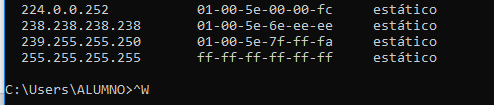 224.0.0.252 01-00-5e-00-00-fc estático
238.238.238.238 01-00-5e-6e-ee-ee estático
239.255.255.250 01-00-5e-7f-ff-fa estático
255.255.255.255 ff-ff-ff-ff-ff-ff estático
C:\Users\ALUMNO>^W